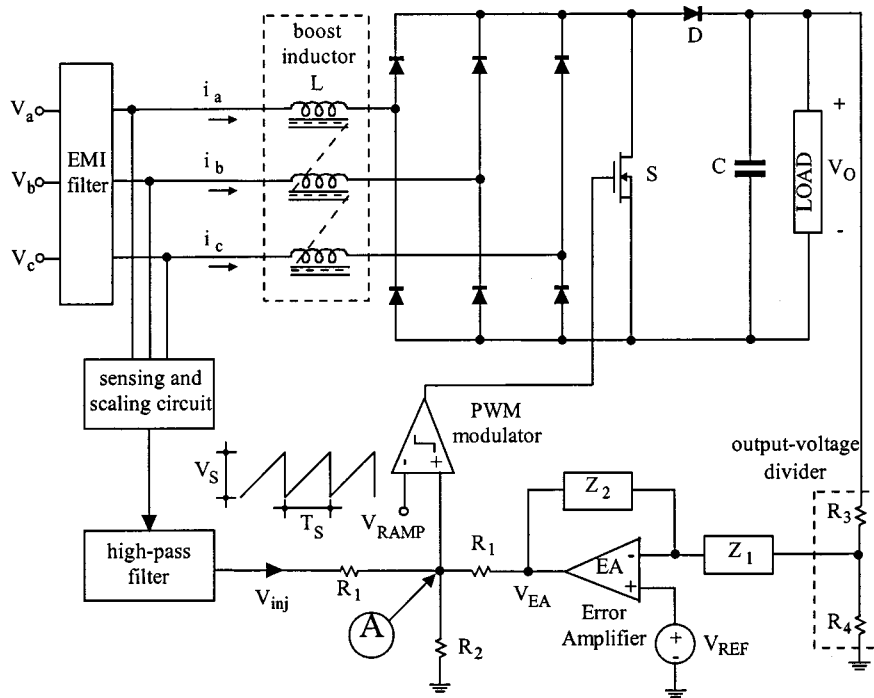 boost
inductor
L
D
V_a
i_a
EMI
filter
V_b
i_b
S
C
LOAD
+
V_O
-
V_c
i_c
sensing and
scaling circuit
PWM
modulator
- +
output-voltage
divider
V_S
T_S
V_RAMP
Z_2
R_3
high-pass
filter
R_1
EA
-
+
Z_1
V_inj
R_1
V_EA
A
Error
Amplifier
R_4
R_2
+
-
V_REF